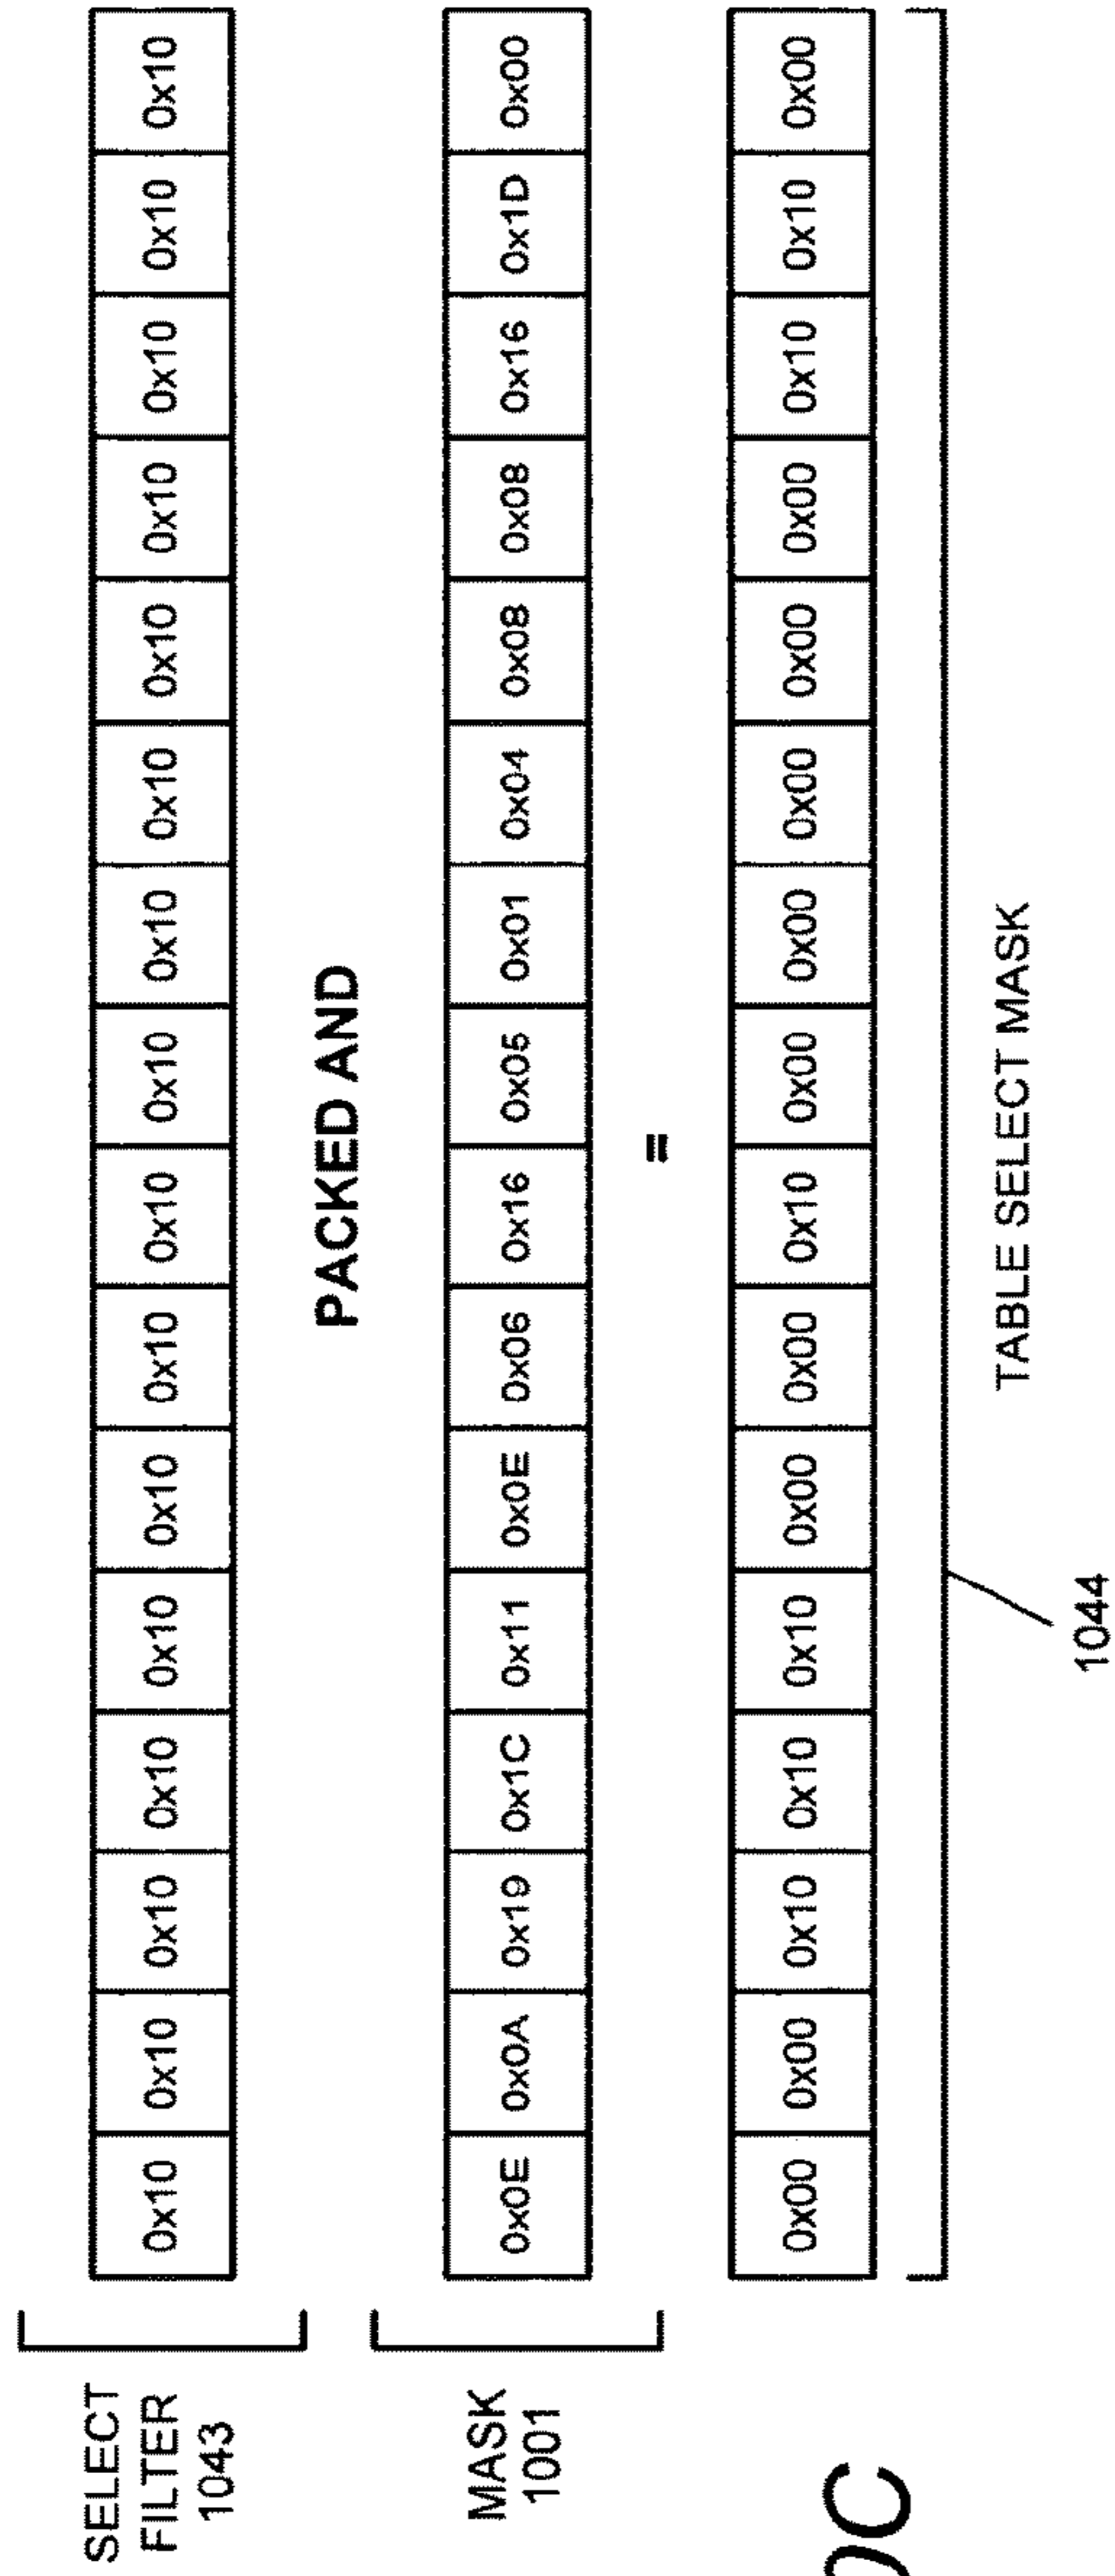 SELECT
FILTER
1043
0x10 0x10 0x10 0x10 0x10 0x10 0x10 0x10 0x10 0x10 0x10 0x10 0x10 0x10 0x10 0x10
PACKED AND
MASK
1001
0x0E 0x0A 0x19 0x1C 0x11 0x0E 0x06 0x16 0x05 0x01 0x04 0x08 0x08 0x16 0x1D 0x00
=
0x00 0x00 0x10 0x10 0x10 0x00 0x00 0x10 0x00 0x00 0x00 0x00 0x00 0x10 0x10 0x00
TABLE SELECT MASK
1044